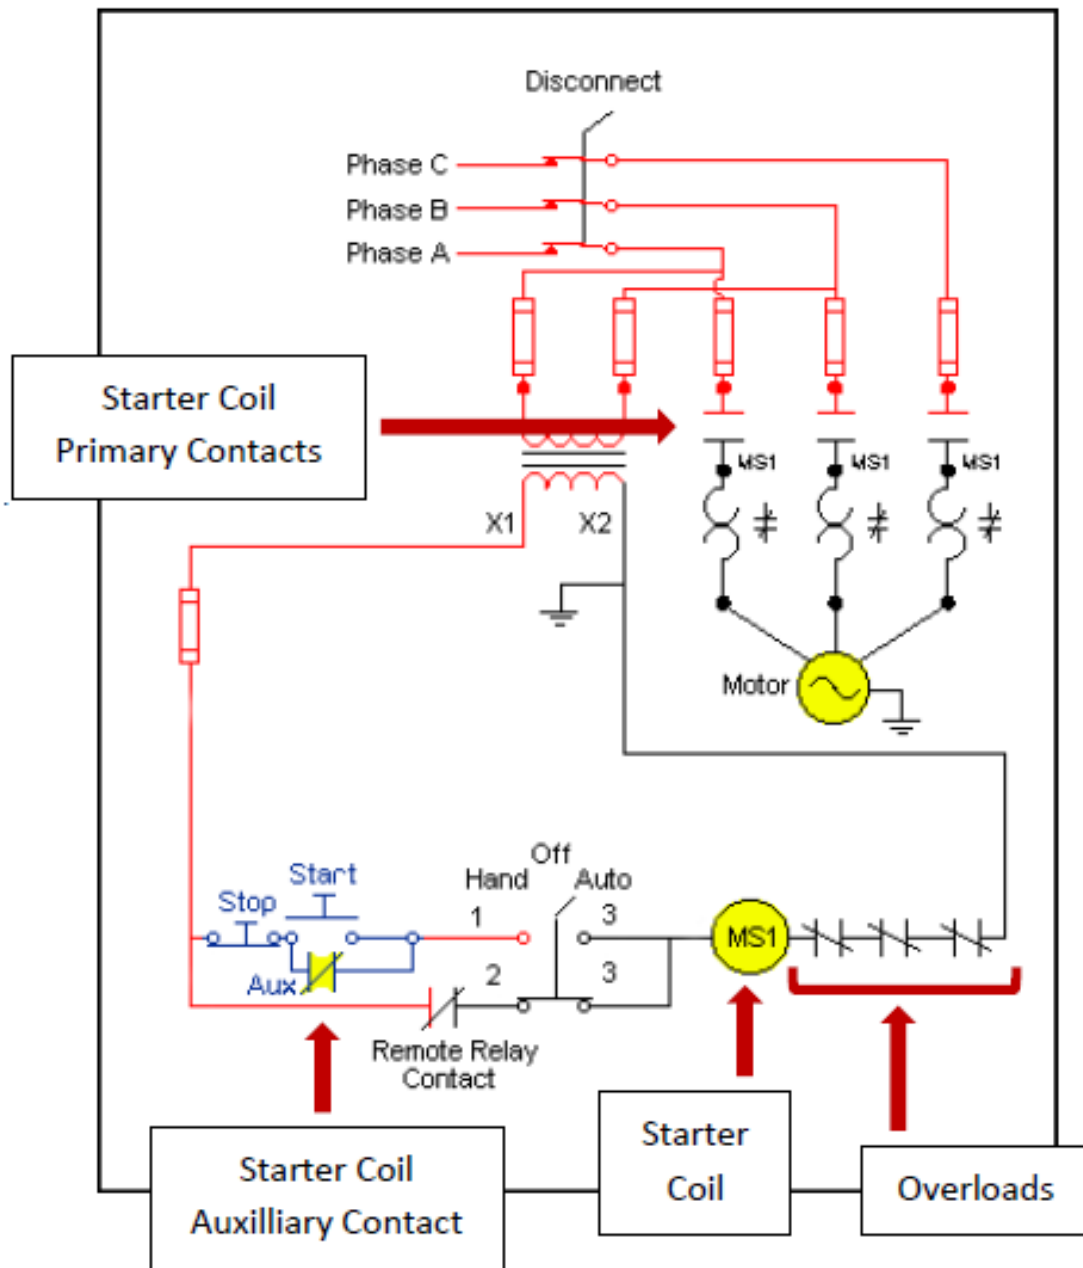 Disconnect
Phase C
Phase B
Phase A
Starter Coil
Primary Contacts
MS1 MS1 MS1
X1 X2
Motor
Off
Hand Auto
Start
Stop
1 3
MS1
Aux
2 3
Remote Relay
Contact
Starter Coil
Auxilliary Contact
Starter
Coil
Overloads